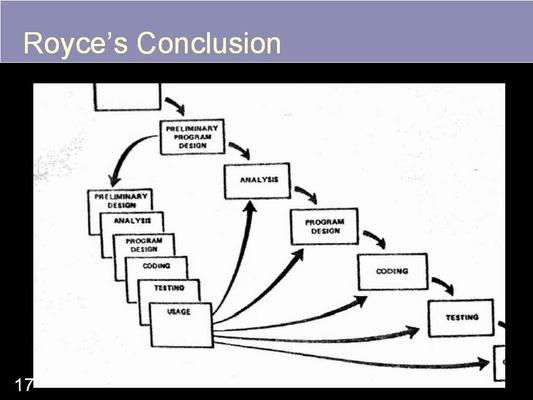 Royce's Conclusion
PRELIMINARY
PROGRAM
DESIGN
ANALYSIS
PROGRAM
DESIGN
CODING
TESTING
PRELIMINARY
DESIGN
ANALYSIS
PROGRAM
DESIGN
CODING
TESTING
USAGE
17